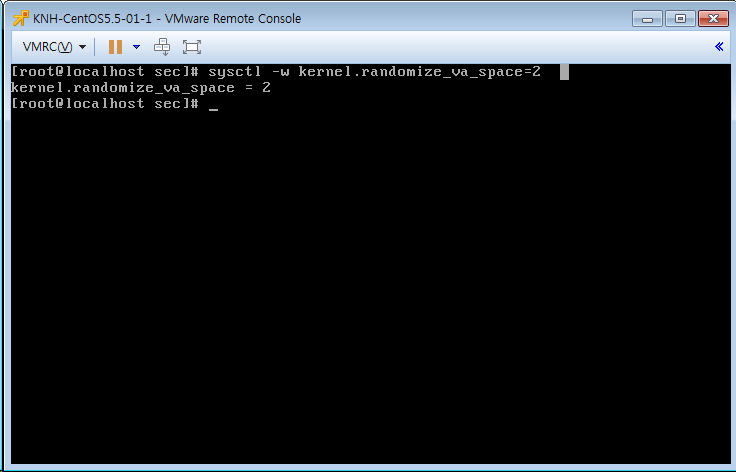 KNH-CentOS5.5-01-1 - VMware Remote Console
VMRC(V)
[root@localhost sec]# sysctl -w kernel.randomize_va_space=2
kernel.randomize_va_space = 2
[root@localhost sec]# _